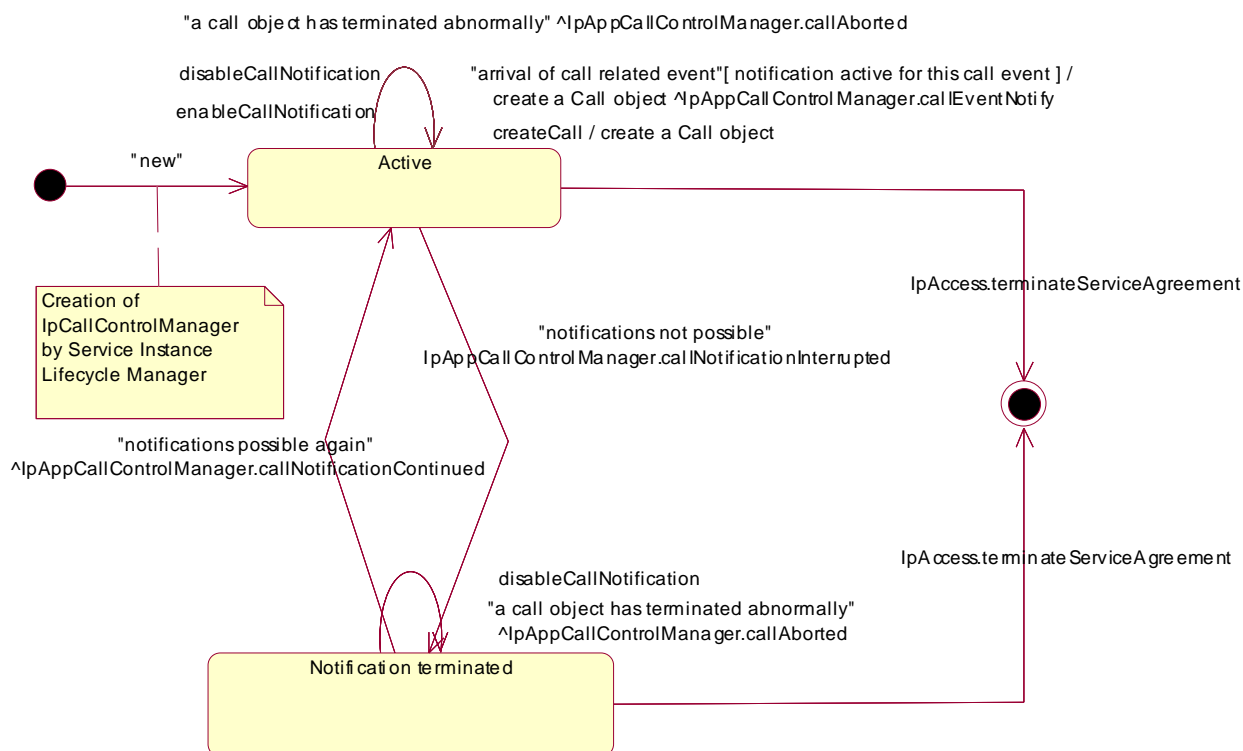 "a call object has terminated abnormally" ^IpAppCallControlManager.callAborted
disableCallNotification
enableCallNotification
"arrival of call related event"[ notification active for this call event ] /
create a Call object ^IpAppCallControlManager.callEventNotify
createCall / create a Call object
"new"
Active
IpAccess.terminateServiceAgreement
Creation of
IpCallControlManager
by Service Instance
Lifecycle Manager
"notifications not possible"
IpAppCallControlManager.callNotificationInterrupted
"notifications possible again"
^IpAppCallControlManager.callNotificationContinued
IpAccess.terminateServiceAgreement
disableCallNotification
"a call object has terminated abnormally"
^IpAppCallControlManager.callAborted
Notification terminated